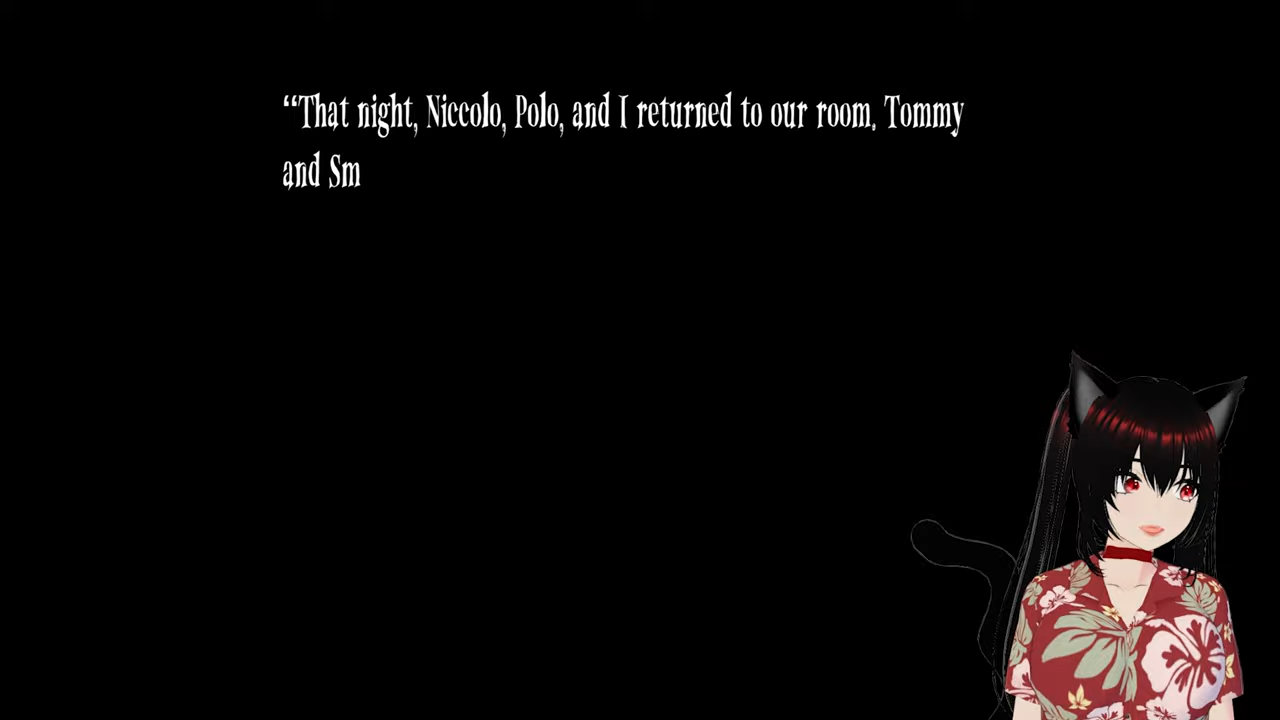 “That night, Niccolo, Polo, and I returned to our room. Tommy
and Sm